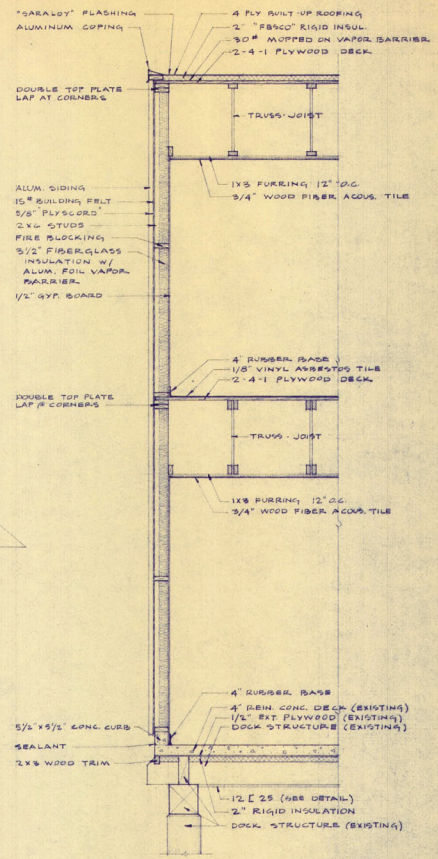 "SARALOY" FLASHING
ALUMINUM COPING
4 PLY BUILT-UP ROOFING
2" "FESCO" RIGID INSUL.
30# MOPPED ON VAPOR BARRIER
2-4-1 PLYWOOD DECK
DOUBLE TOP PLATE
LAP AT CORNERS
TRUSS-JOIST
ALUM. SIDING
15# BUILDING FELT
5/8" "PLYSCORD"
2x6 STUDS
FIRE BLOCKING
3 1/2" FIBERGLASS
INSULATION W/
ALUM. FOIL VAPOR
BARRIER
1/2" GYP. BOARD
1x3 FURRING 12" O.C.
3/4" WOOD FIBER ACOUS. TILE
4" RUBBER BASE
1/8" VINYL ASBESTOS TILE
2-4-1 PLYWOOD DECK
DOUBLE TOP PLATE
LAP @ CORNERS
TRUSS-JOIST
1x3 FURRING 12" O.C.
3/4" WOOD FIBER ACOUS. TILE
4" RUBBER BASE
4" REIN. CONC. DECK (EXISTING)
1/2" EXT. PLYWOOD (EXISTING)
DOCK STRUCTURE (EXISTING)
5 1/2" x 5 1/2" CONC. CURB
SEALANT
2x8 WOOD TRIM
12 [ 25 (SEE DETAIL)
2" RIGID INSULATION
DOCK STRUCTURE (EXISTING)